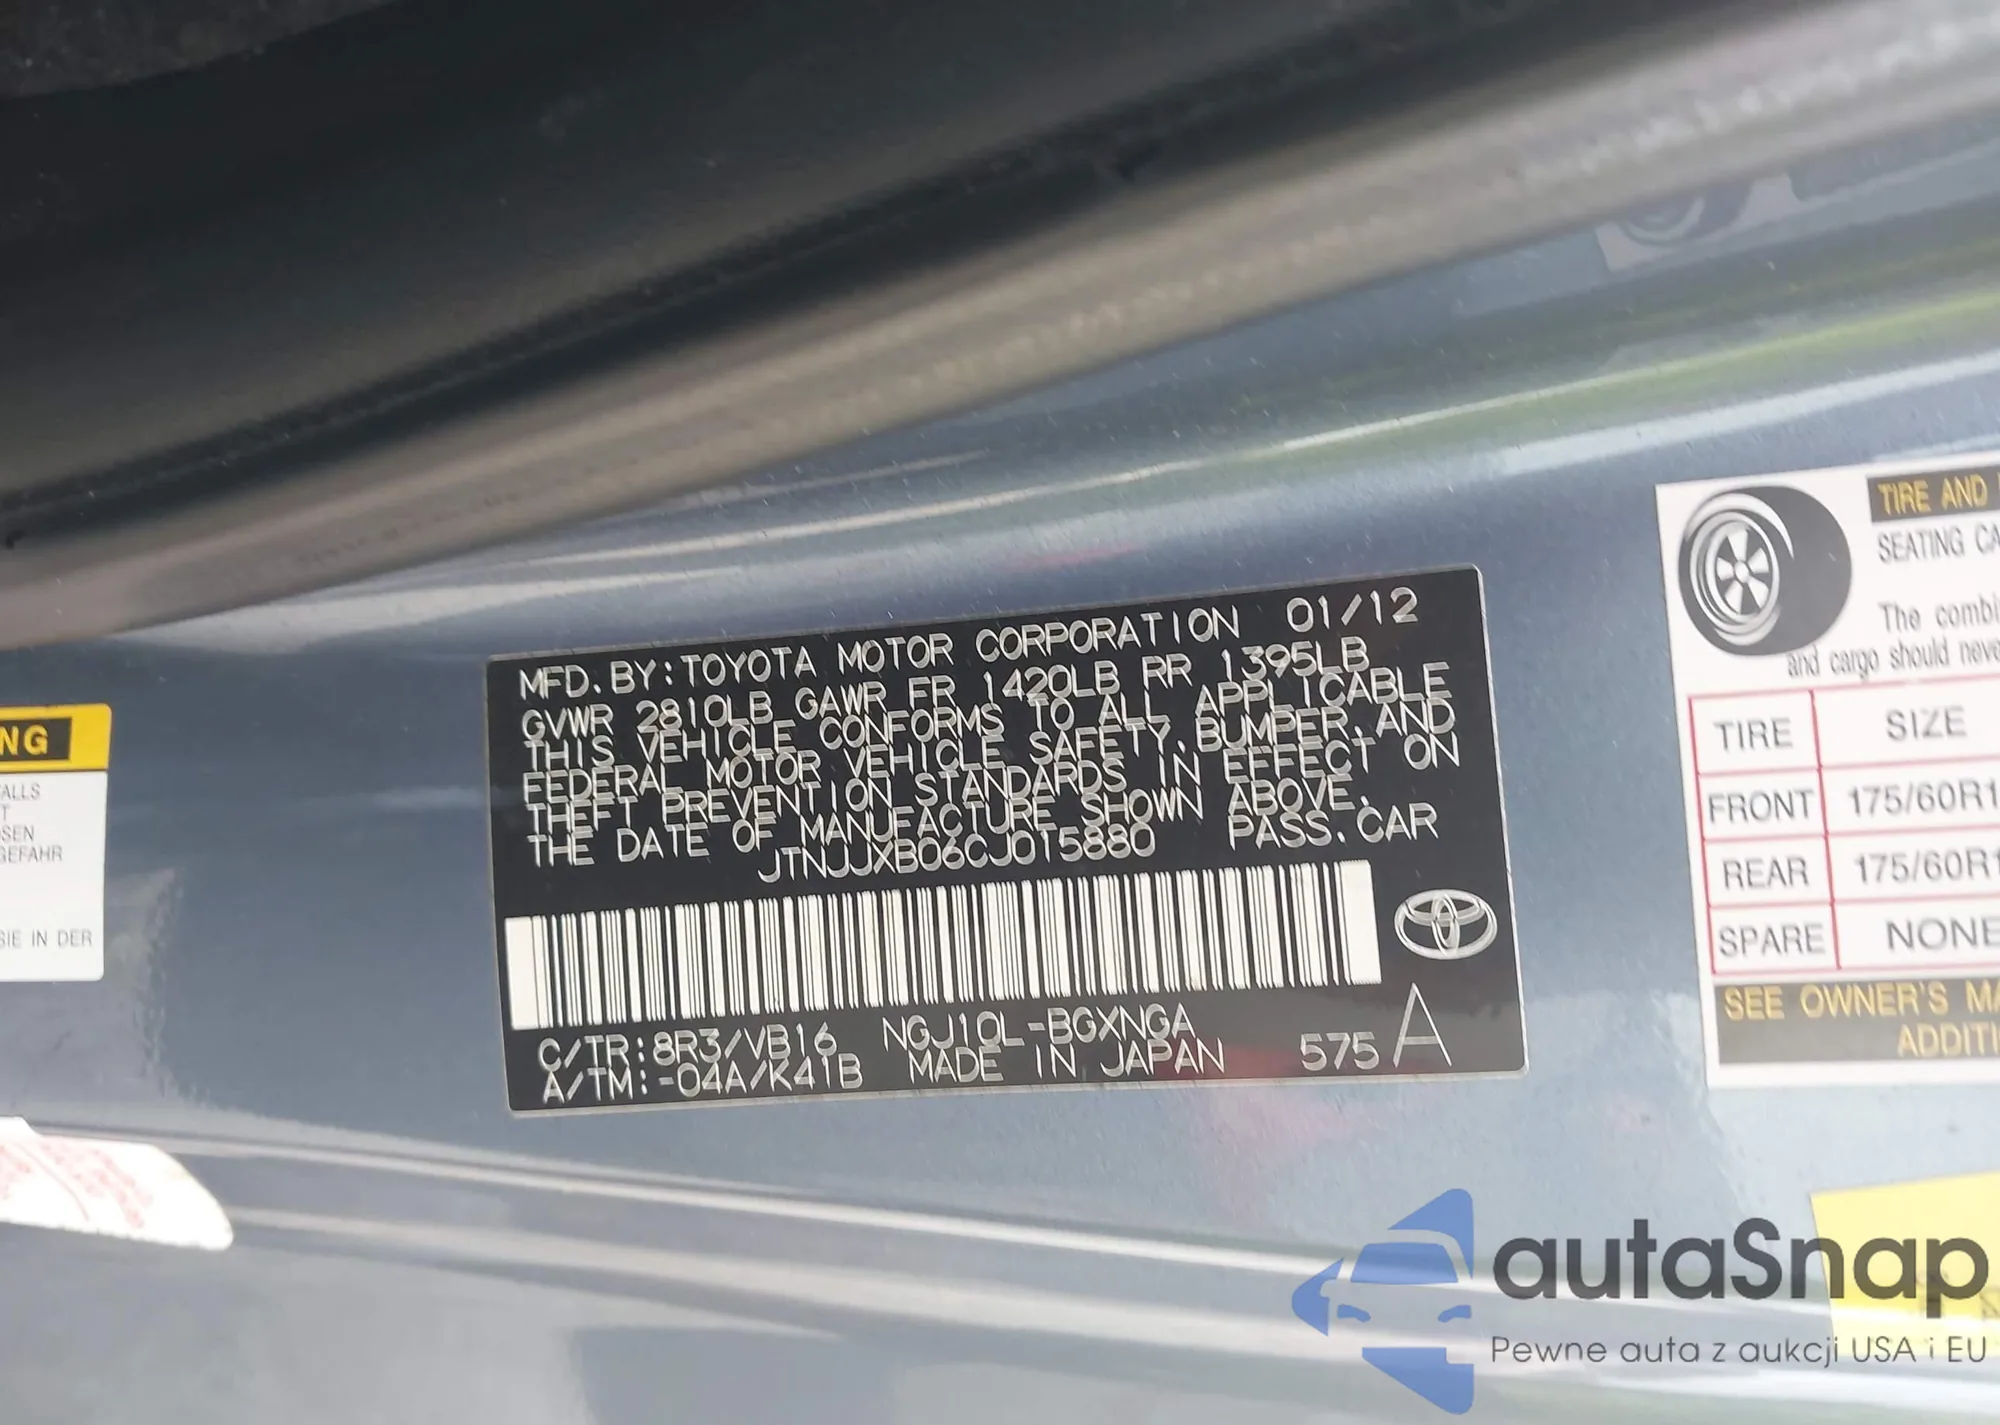 MFD. BY: TOYOTA MOTOR CORPORATION 01/12
GVWR 2810LB GAWR FR 1420LB RR 1395LB
THIS VEHICLE CONFORMS TO ALL APPLICABLE
FEDERAL MOTOR VEHICLE SAFETY, BUMPER, AND
THEFT PREVENTION STANDARDS IN EFFECT ON
THE DATE OF MANUFACTURE SHOWN ABOVE.
JTNJJXB06CJ015880 PASS. CAR
C/TR: 8R3/VB16 NGJ10L-BGXNGA
A/TM: -04A/K41B MADE IN JAPAN 575 A
NG
ALLS
T
OSEN
GEFAHR
SIE IN DER
TIRE AND
SEATING CA
The combi
and cargo should neve
TIRE SIZE
FRONT 175/60R1
REAR 175/60R1
SPARE NONE
SEE OWNER'S MA
ADDITI
autaSnap
Pewne auta z aukcji USA i EU